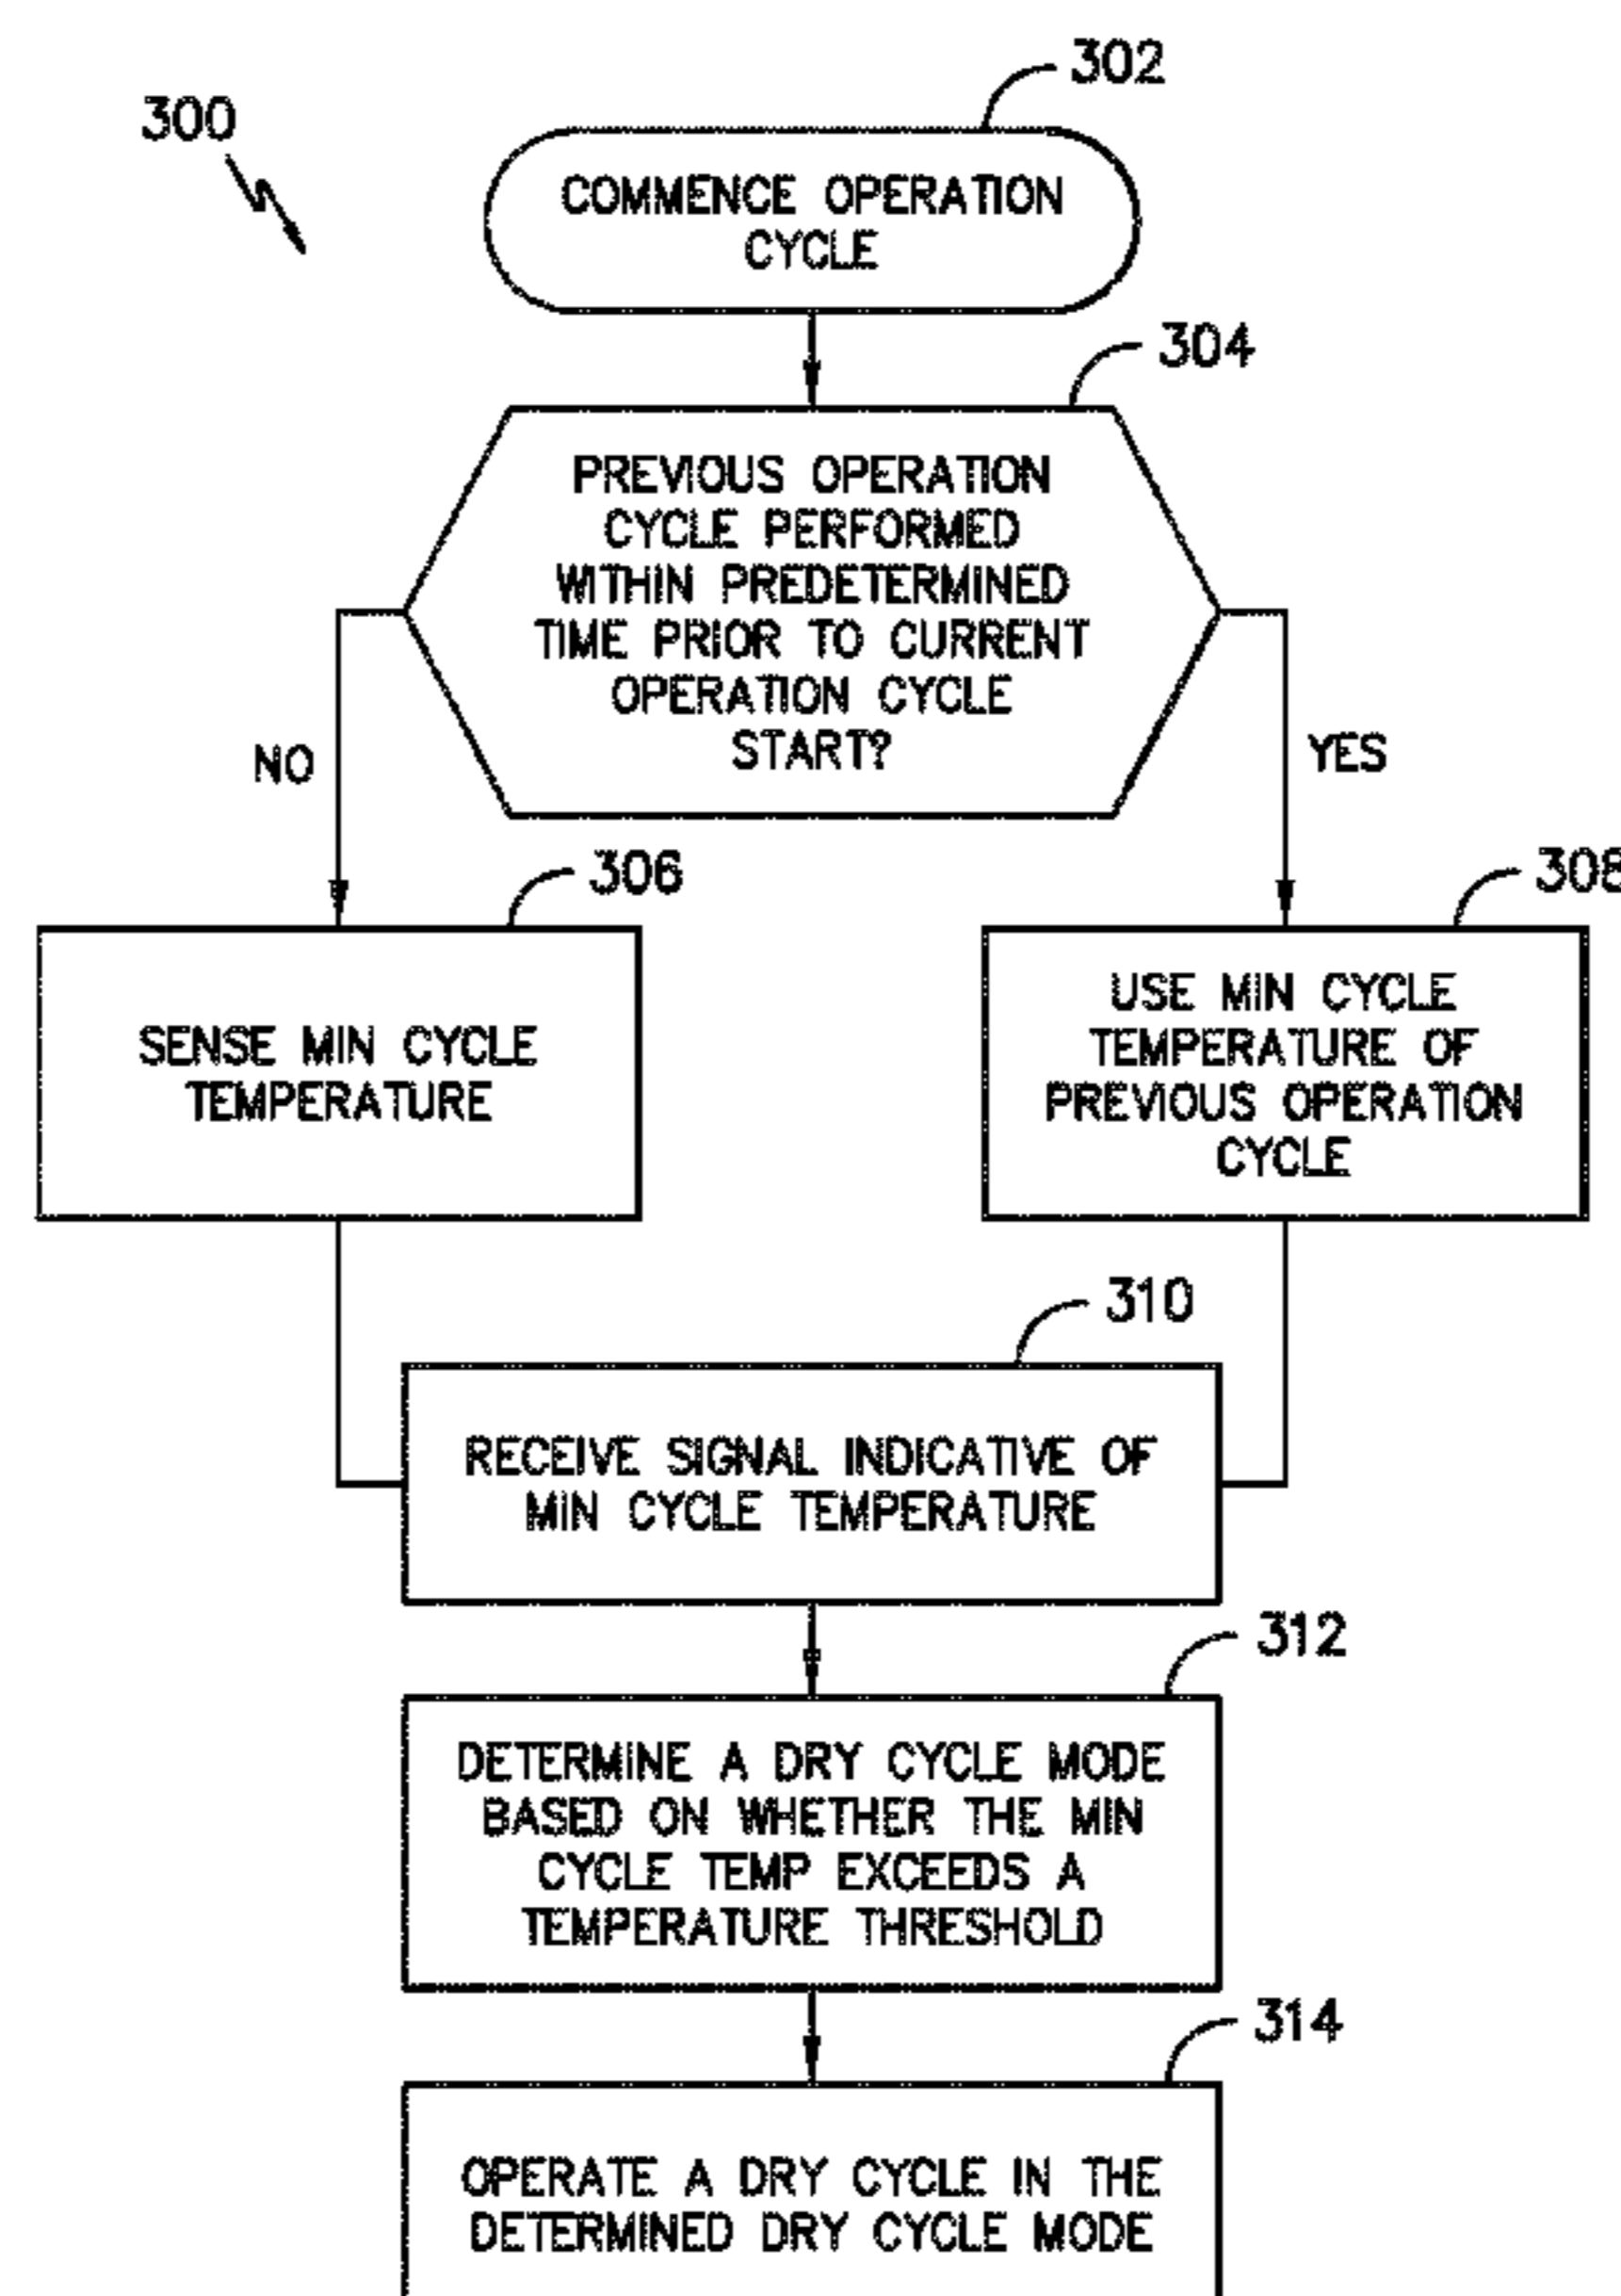 302
300
COMMENCE OPERATION
CYCLE
304
PREVIOUS OPERATION
CYCLE PERFORMED
WITHIN PREDETERMINED
TIME PRIOR TO CURRENT
OPERATION CYCLE
START?
NO
YES
306
308
SENSE MIN CYCLE
TEMPERATURE
USE MIN CYCLE
TEMPERATURE OF
PREVIOUS OPERATION
CYCLE
310
RECEIVE SIGNAL INDICATIVE OF
MIN CYCLE TEMPERATURE
312
DETERMINE A DRY CYCLE MODE
BASED ON WHETHER THE MIN
CYCLE TEMP EXCEEDS A
TEMPERATURE THRESHOLD
314
OPERATE A DRY CYCLE IN THE
DETERMINED DRY CYCLE MODE